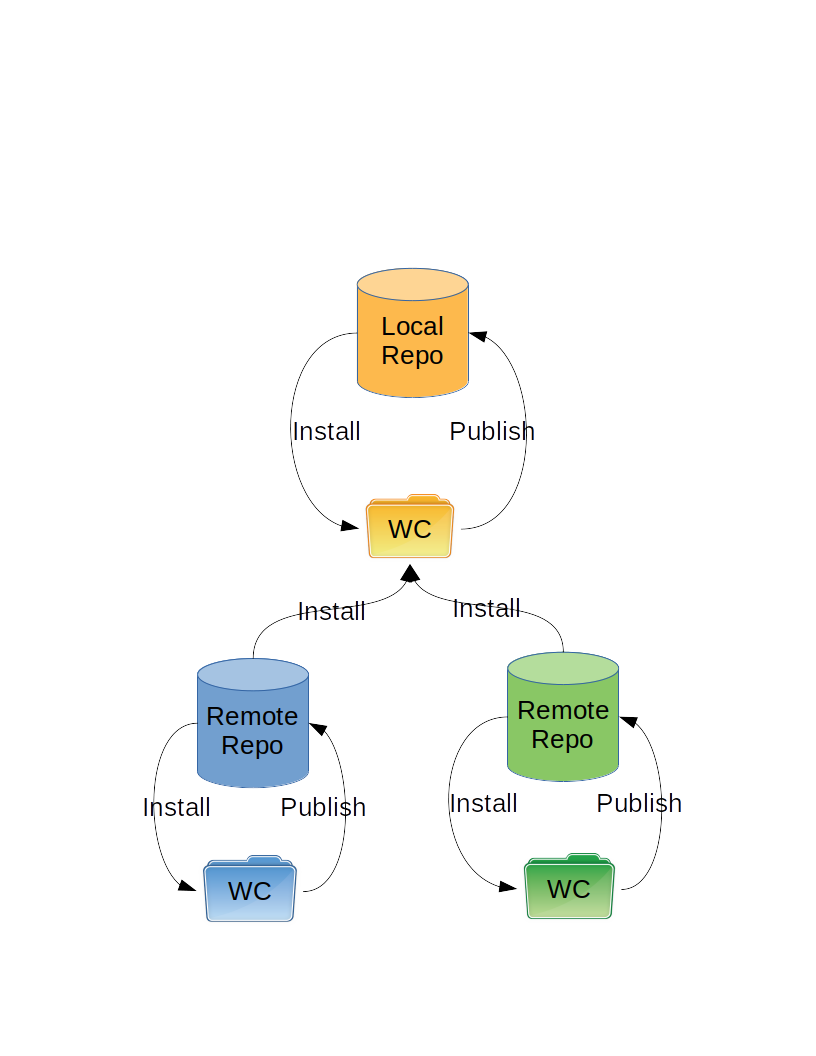 Local
Repo
Install
Publish
WC
Install
Install
Remote
Repo
Remote
Repo
Install
Publish
Install
Publish
WC
WC